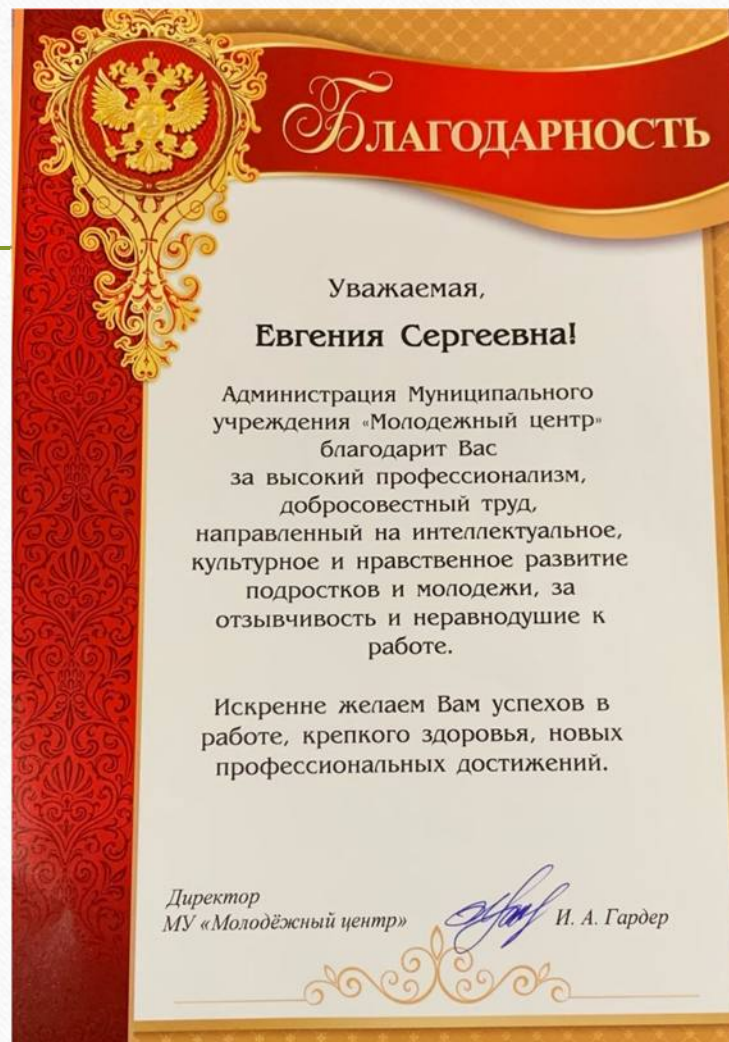 БЛАГОДАРНОСТЬ
Уважаемая,
Евгения Сергеевна!
Администрация Муниципального
учреждения «Молодежный центр»
благодарит Вас
за высокий профессионализм,
добросовестный труд,
направленный на интеллектуальное,
культурное и нравственное развитие
подростков и молодежи, за
отзывчивость и неравнодушие к
работе.
Искренне желаем Вам успехов в
работе, крепкого здоровья, новых
профессиональных достижений.
Директор
МУ «Молодёжный центр» И. А. Гардер